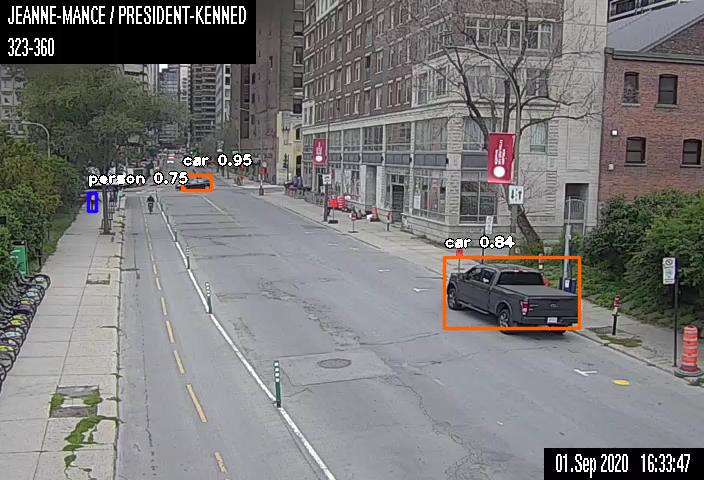 JEANNE-MANCE / PRESIDENT-KENNED
323-360
car 0.95
person 0.75
car 0.84
01.Sep 2020 16:33:47